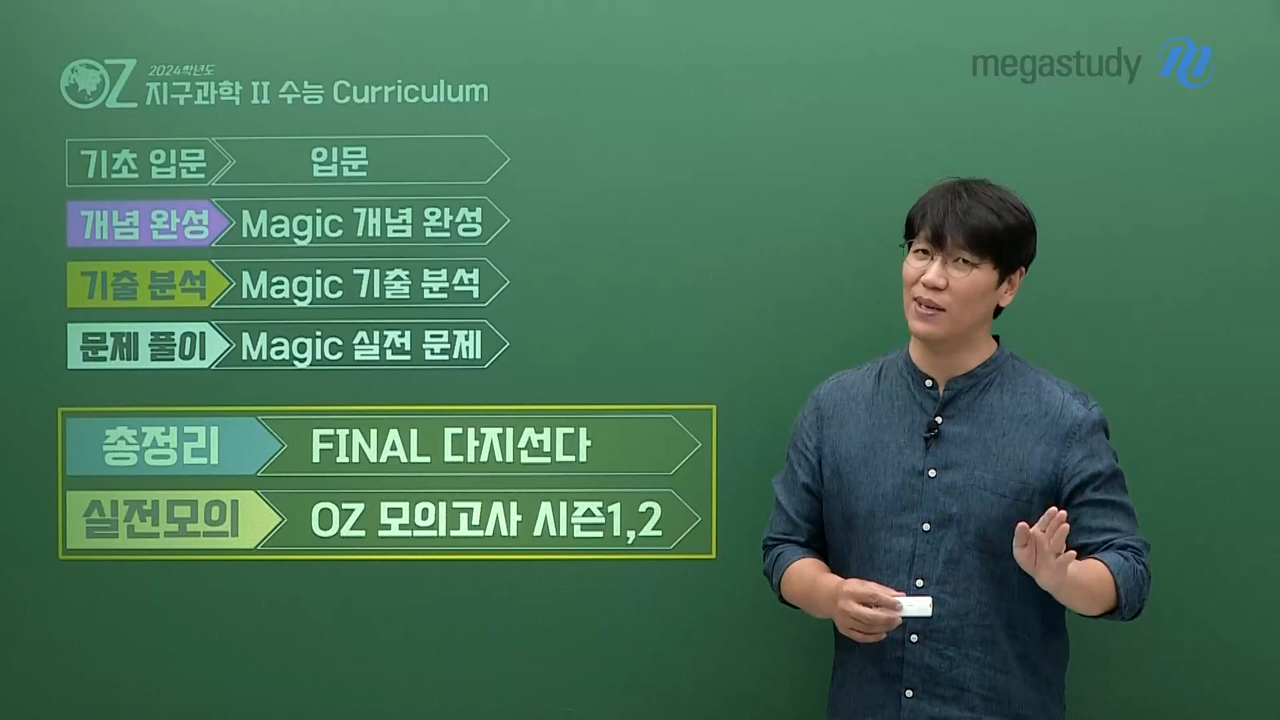 megastudy
OZ 2024학년도
지구과학 II 수능 Curriculum
기초 입문 입문
개념 완성 Magic 개념 완성
기출 분석 Magic 기출 분석
문제 풀이 Magic 실전 문제
총정리 FINAL 다지선다
실전모의 OZ 모의고사 시즌1,2